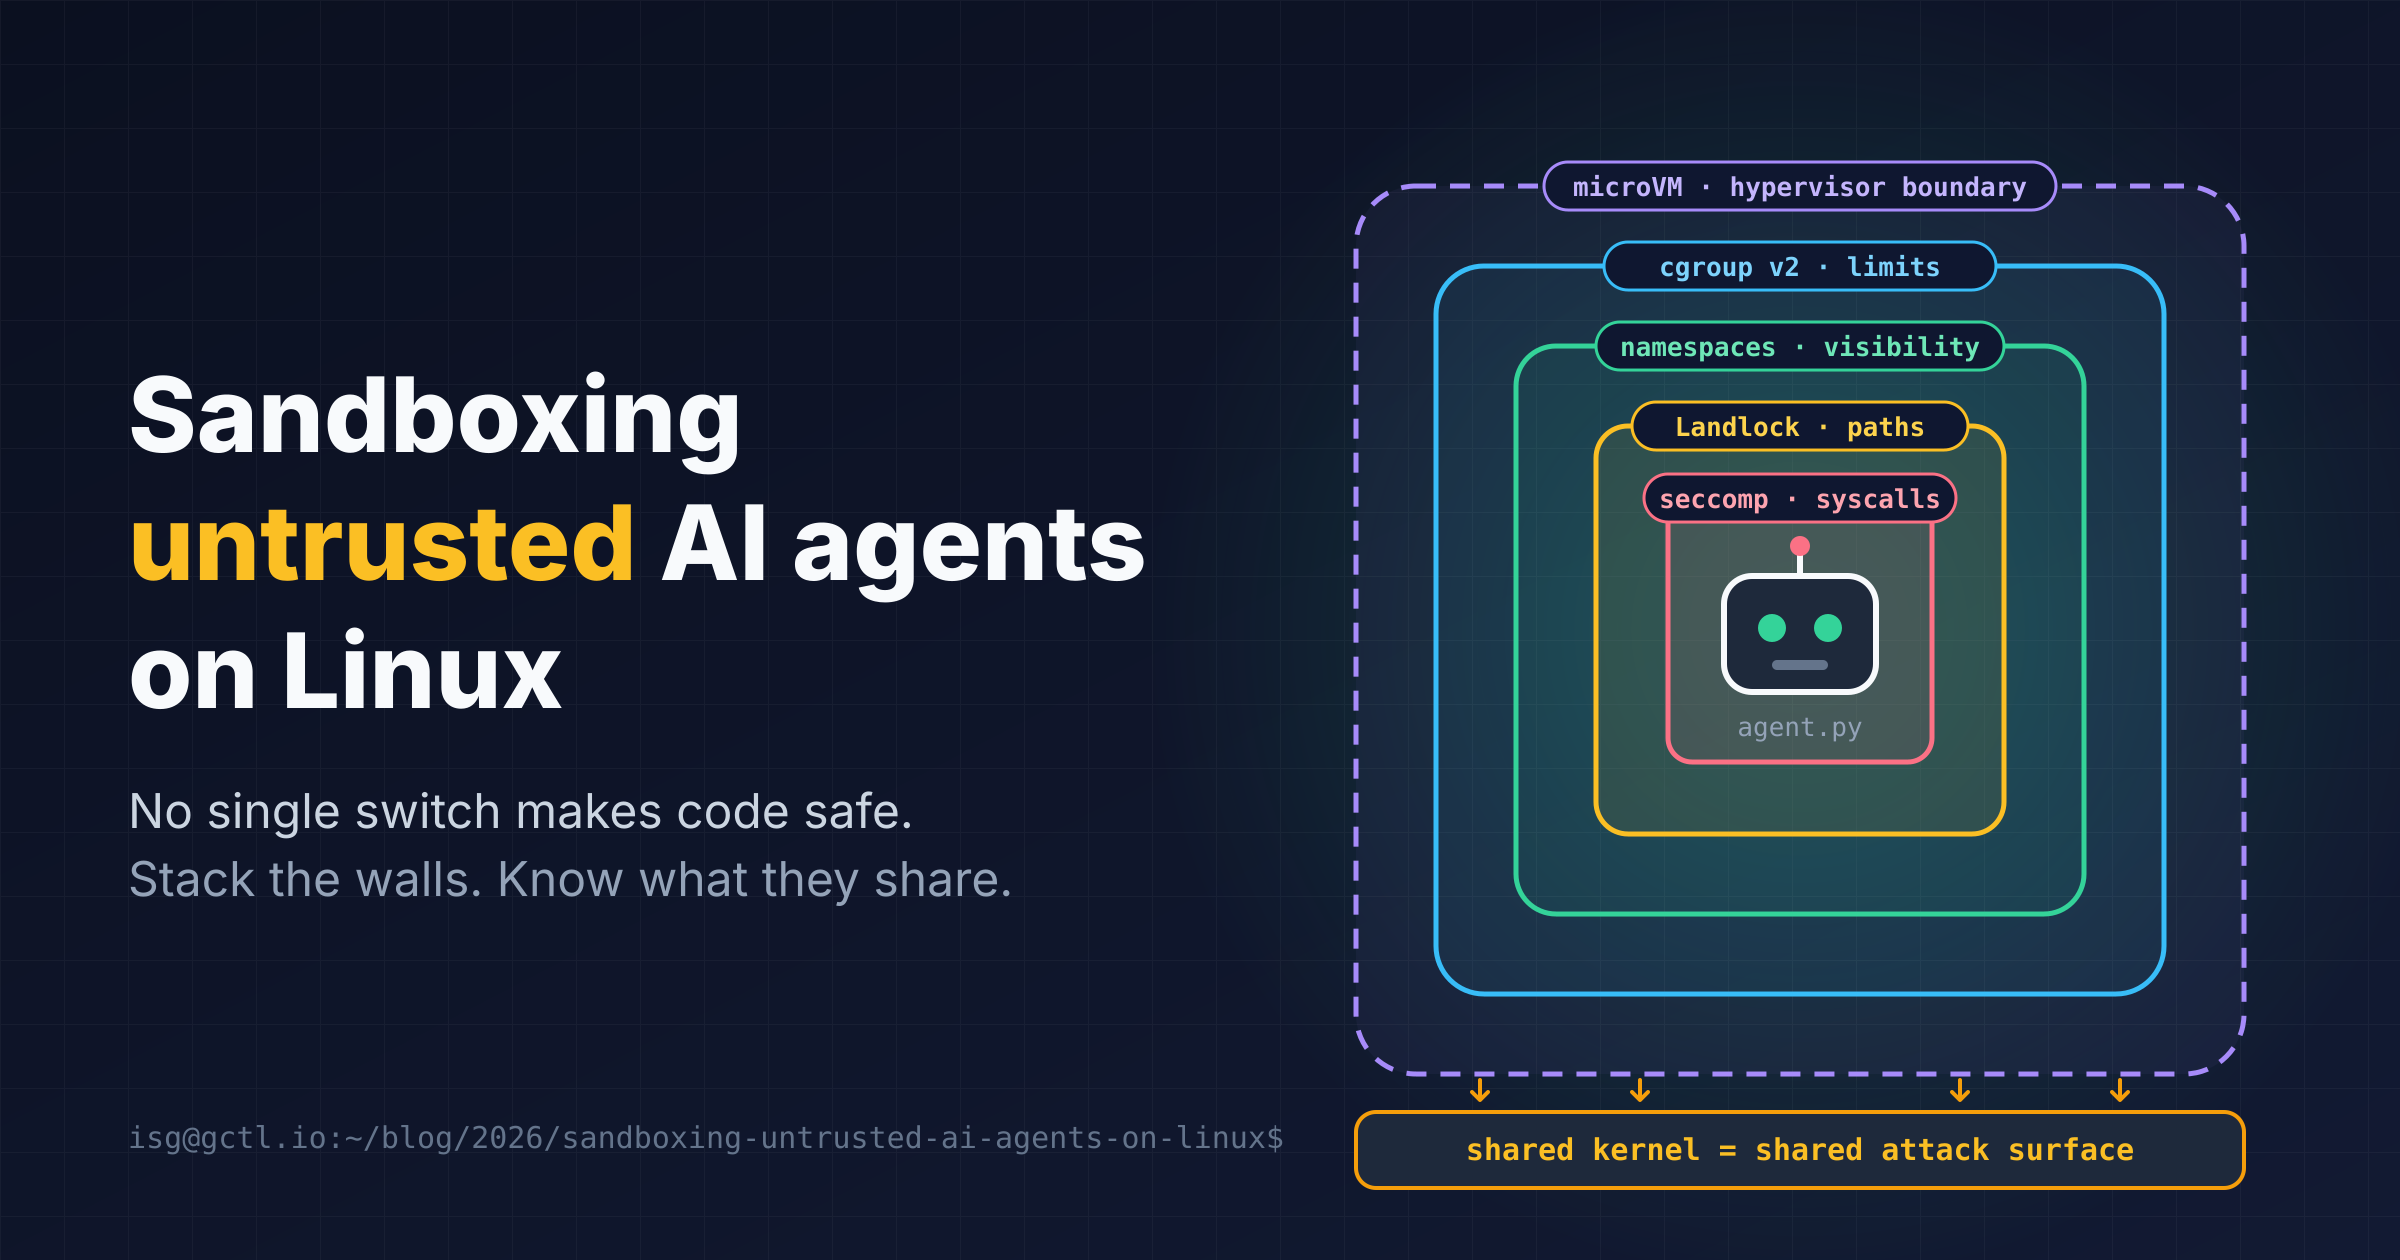 Sandboxing
untrusted AI agents
on Linux
No single switch makes code safe.
Stack the walls. Know what they share.
isg@gctl.io:~/blog/2026/sandboxing-untrusted-ai-agents-on-linux$
microVM · hypervisor boundary
cgroup v2 · limits
namespaces · visibility
Landlock · paths
seccomp · syscalls
agent.py
shared kernel = shared attack surface